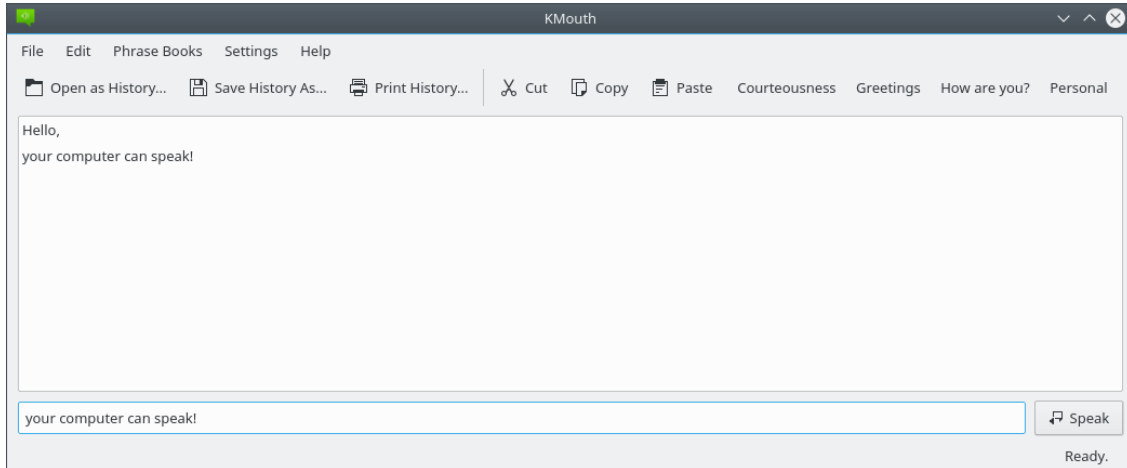 KMouth
File Edit Phrase Books Settings Help
Open as History... Save History As... Print History... Cut Copy Paste Courteousness Greetings How are you? Personal
Hello,
your computer can speak!
your computer can speak! Speak
Ready.